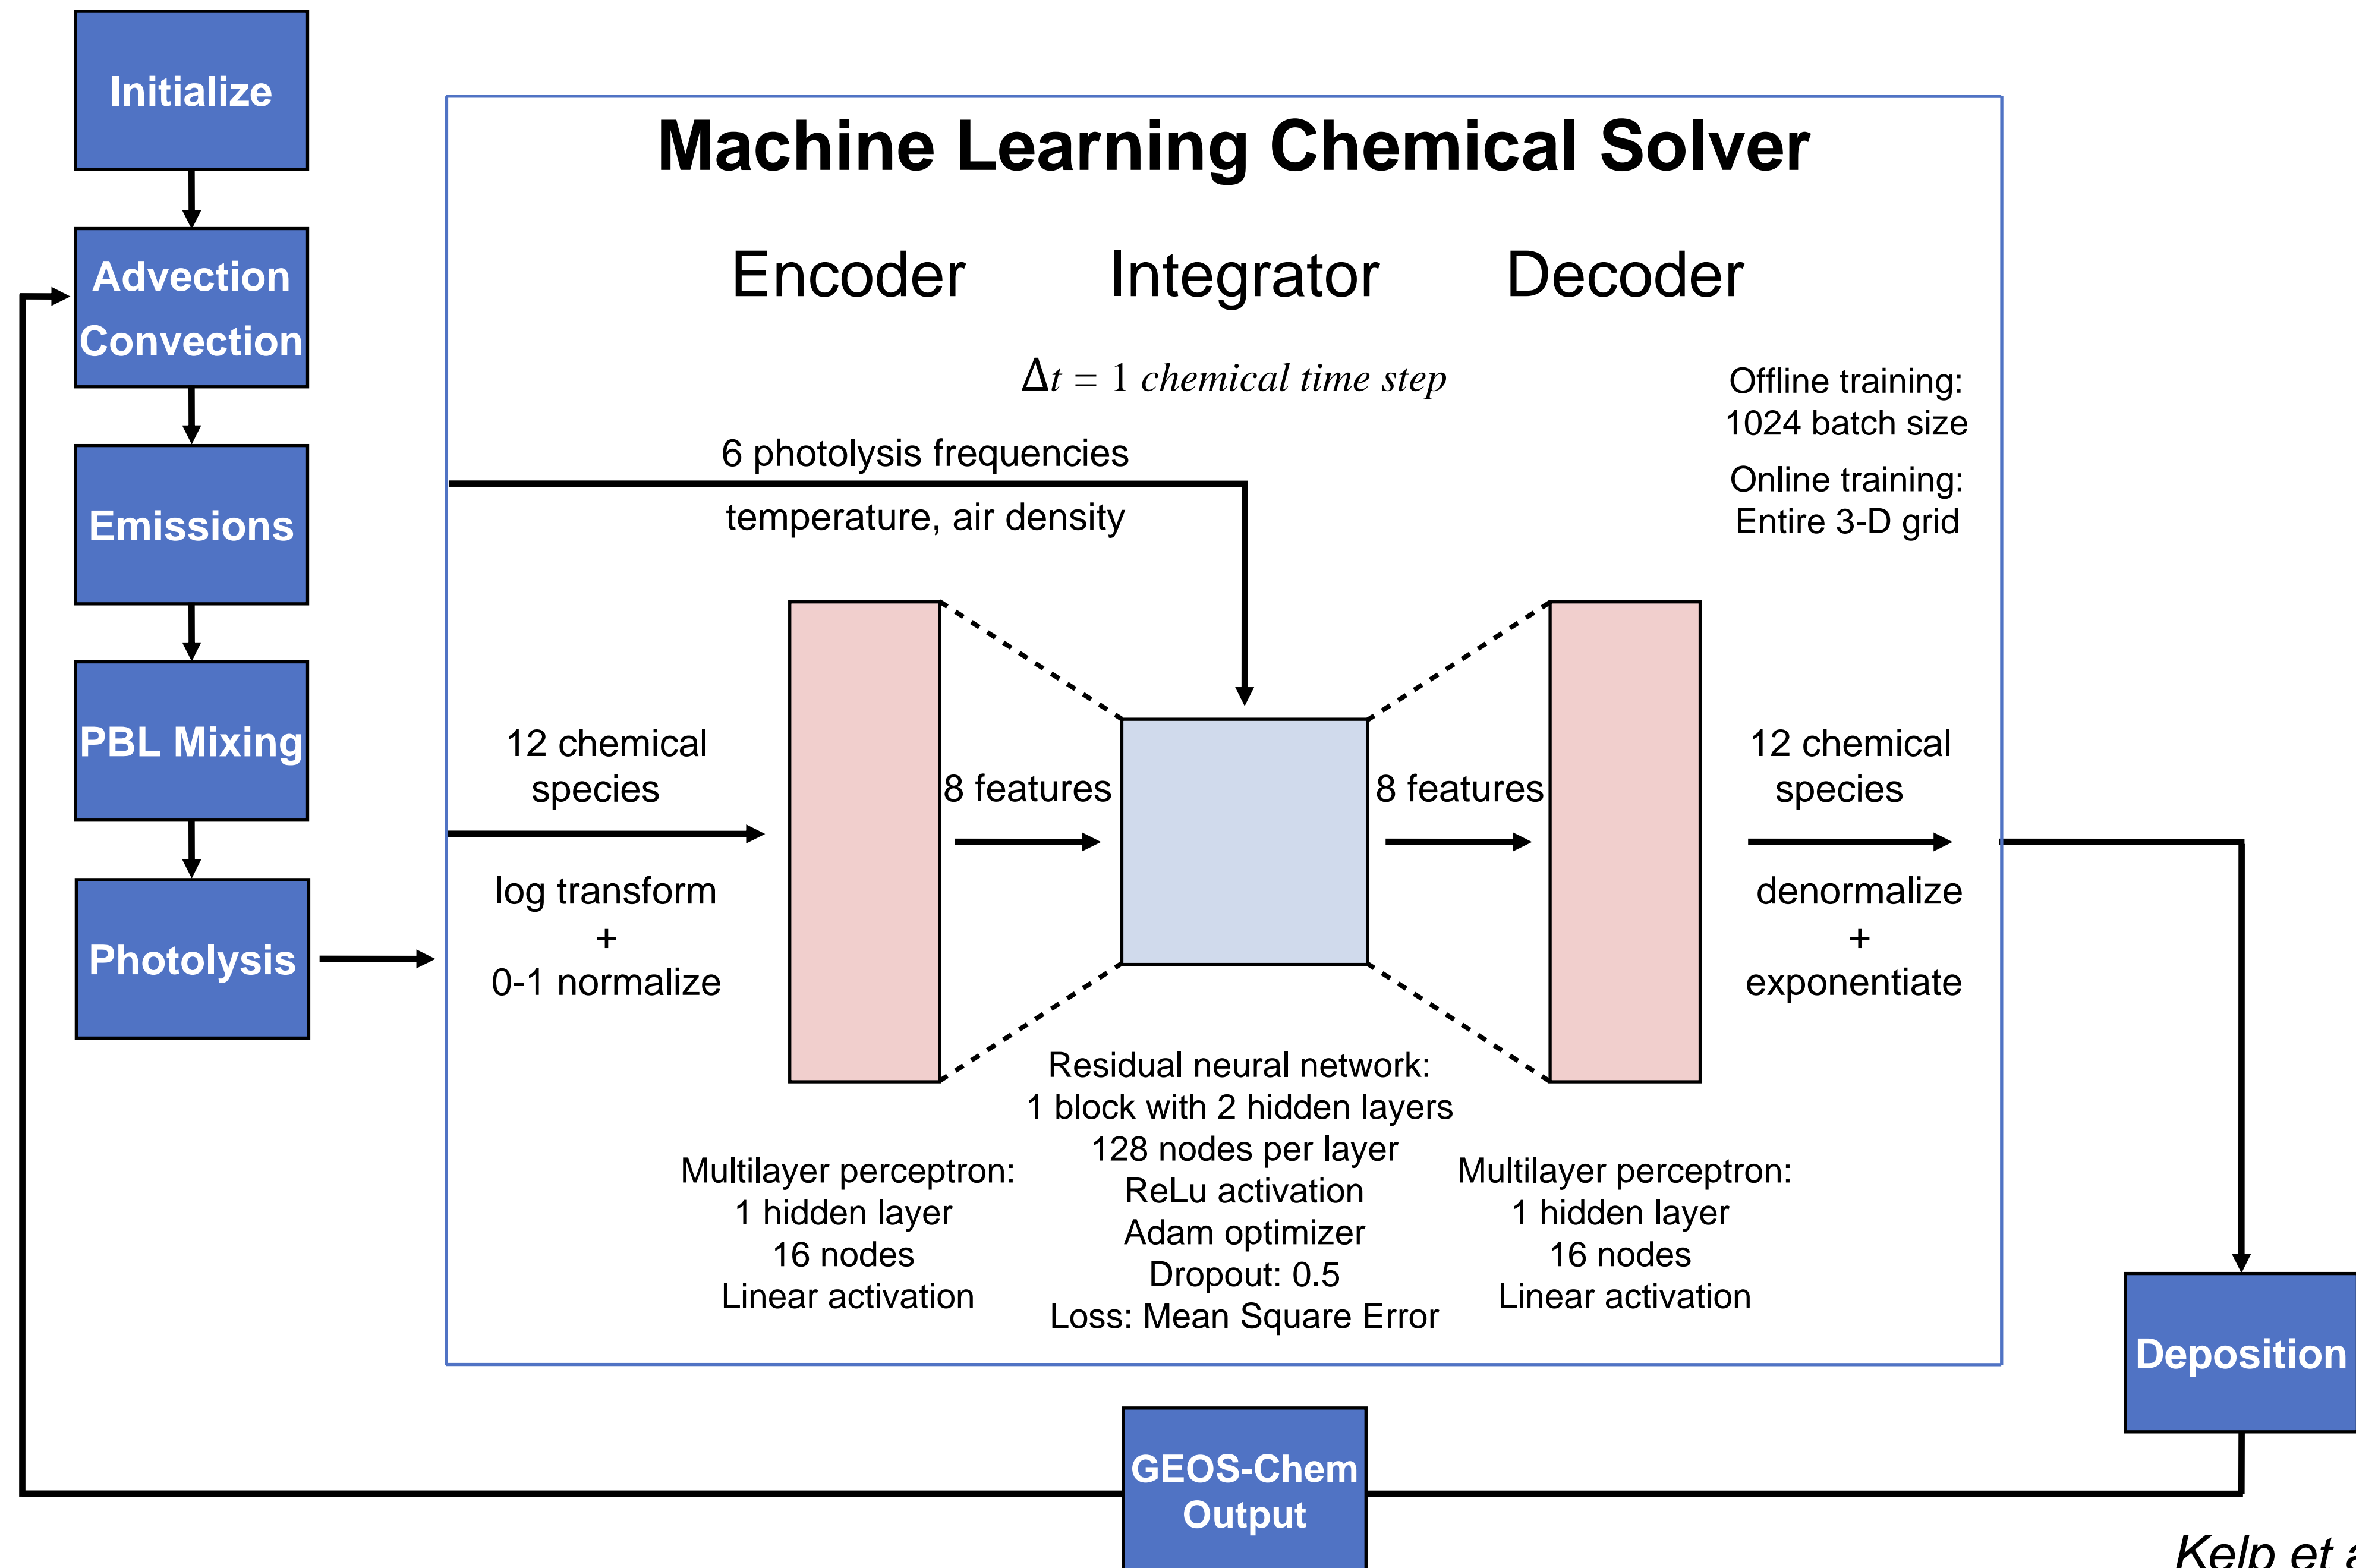 Initialize
Advection
Convection
Emissions
PBL Mixing
Photolysis
Machine Learning Chemical Solver
Encoder
Integrator
Decoder
Δt = 1 chemical time step
Offline training:
1024 batch size
Online training:
Entire 3-D grid
6 photolysis frequencies
temperature, air density
12 chemical
species
log transform
+
0-1 normalize
8 features
8 features
12 chemical
species
denormalize
+
exponentiate
Multilayer perceptron:
1 hidden layer
16 nodes
Linear activation
Residual neural network:
1 block with 2 hidden layers
128 nodes per layer
ReLu activation
Adam optimizer
Dropout: 0.5
Loss: Mean Square Error
Multilayer perceptron:
1 hidden layer
16 nodes
Linear activation
Deposition
GEOS-Chem
Output
Kelp et